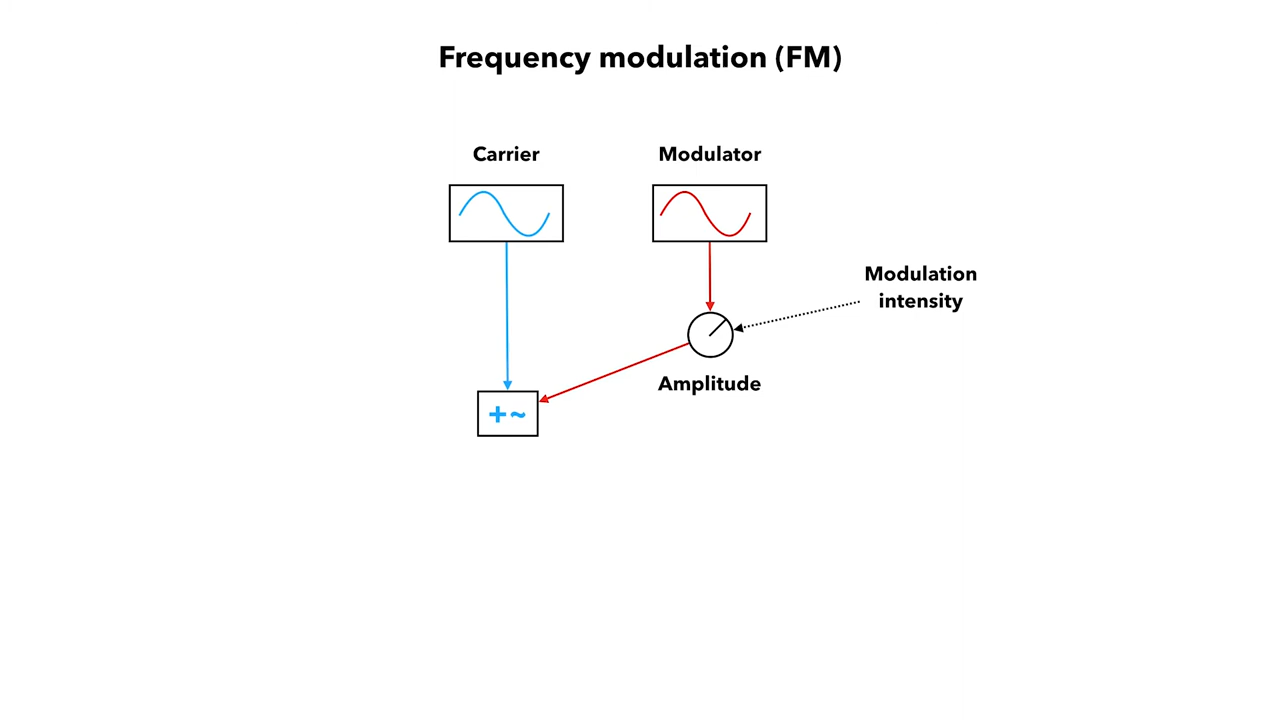 Frequency modulation (FM)
Carrier
Modulator
Modulation
intensity
Amplitude
+~